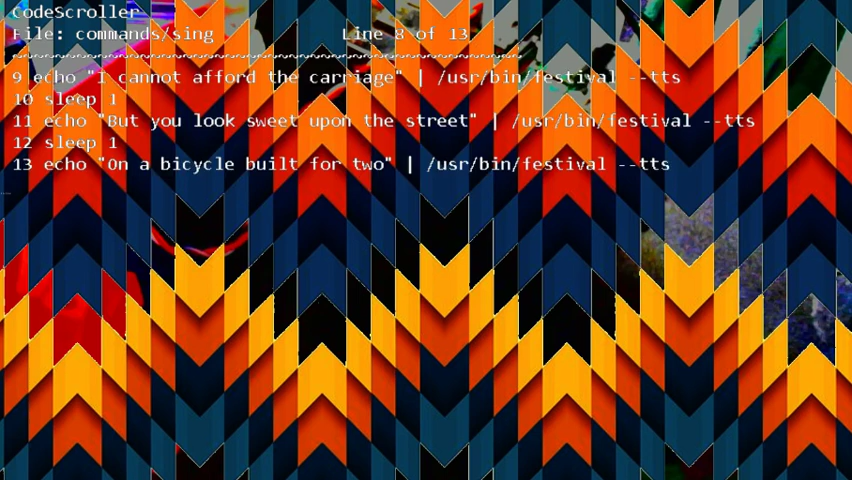 CodeScroller
File: commands/sing Line 8 of 13
~~~~~~~~~~~~~~~~~~~~~~~~~~~~~~~~~~~~~~~~~~~~~~~~~~~~~~~~~~~~~~~~~~~~~~
9 echo "I cannot afford the carriage" | /usr/bin/festival --tts
10 sleep 1
11 echo "But you look sweet upon the street" | /usr/bin/festival --tts
12 sleep 1
13 echo "On a bicycle built for two" | /usr/bin/festival --tts